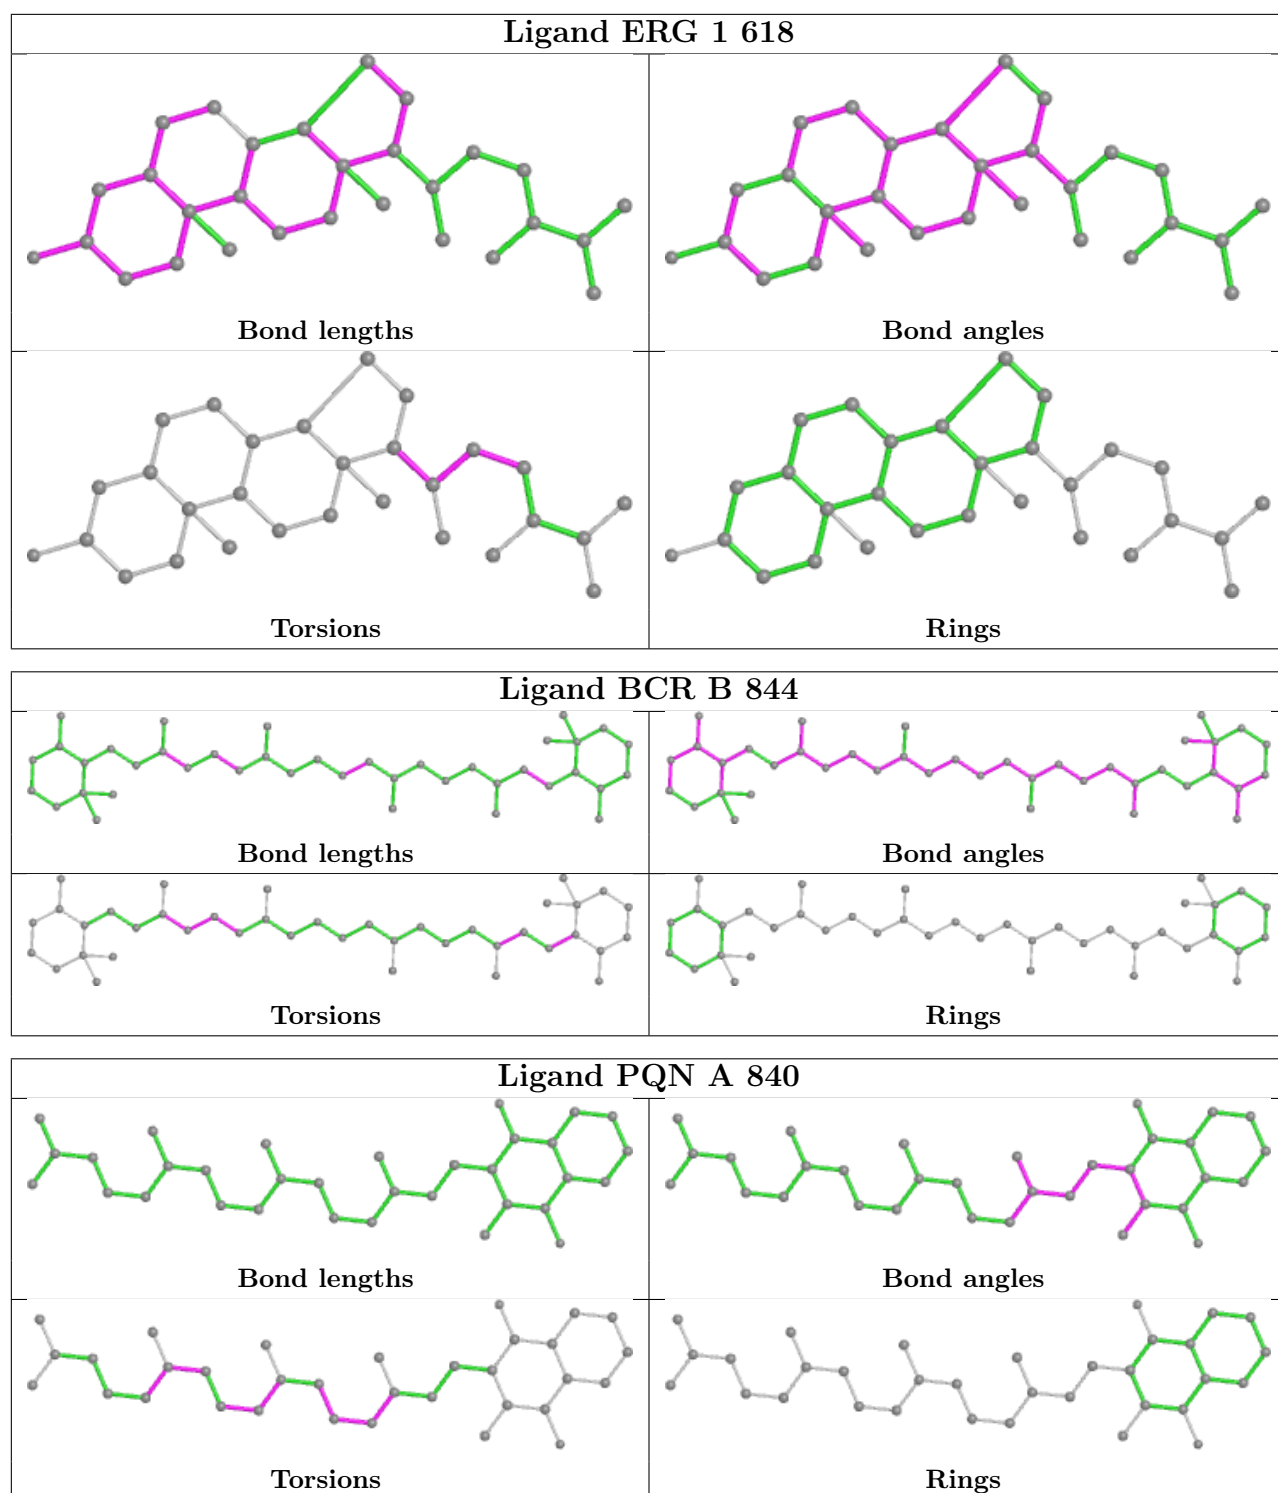 Ligand ERG 1 618
Bond lengths
Bond angles
Torsions
Rings
Ligand BCR B 844
Bond lengths
Bond angles
Torsions
Rings
Ligand PQN A 840
Bond lengths
Bond angles
Torsions
Rings